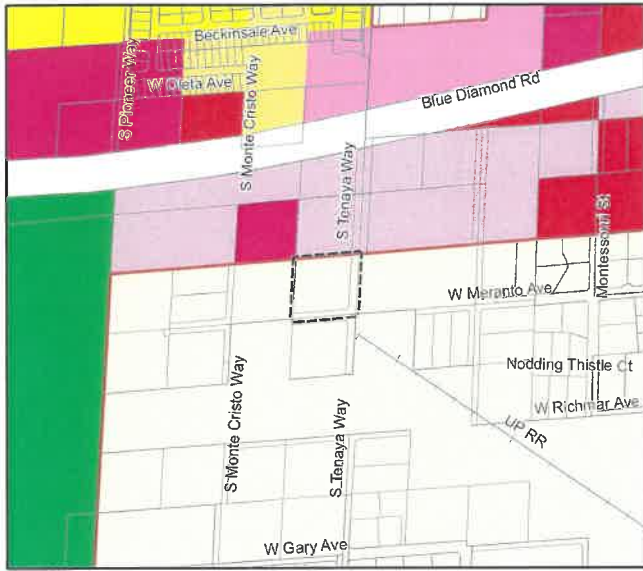 Beckinsale Ave
S Pioneer Way
W Oleta Ave
S Monte Cristo Way
Blue Diamond Rd
S Tenaya Way
Montessouri St
W Meranto Ave
Nodding Thistle Ct
S Monte Cristo Way
S Tenaya Way
W Richmar Ave
UP RR
W Gary Ave